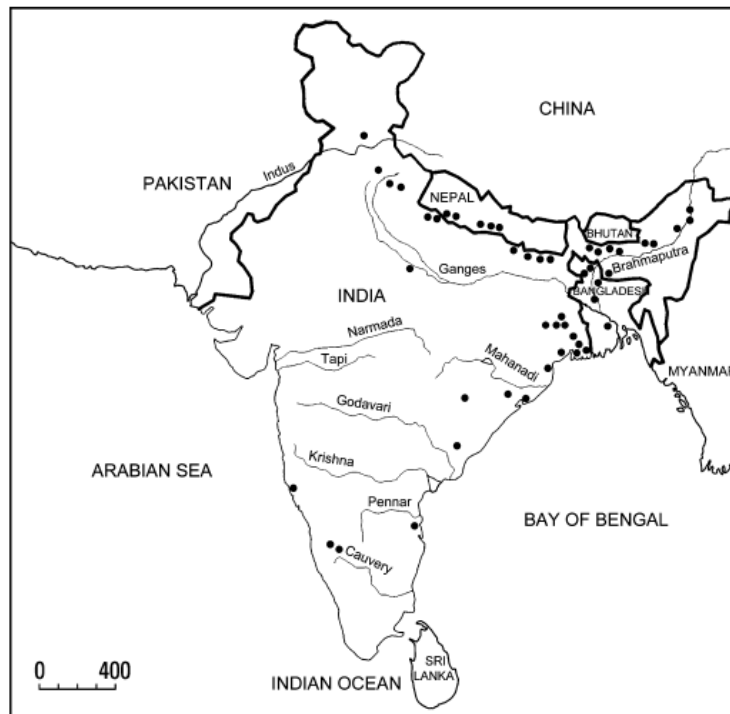 CHINA
Indus
PAKISTAN
NEPAL
BHUTAN
Brahmaputra
Ganges
BANGLADESH
INDIA
Narmada
Tapi
Mahanadi
MYANMAR
Godavari
Krishna
ARABIAN SEA
Pennar
BAY OF BENGAL
Cauvery
0 400
SRI
LANKA
INDIAN OCEAN